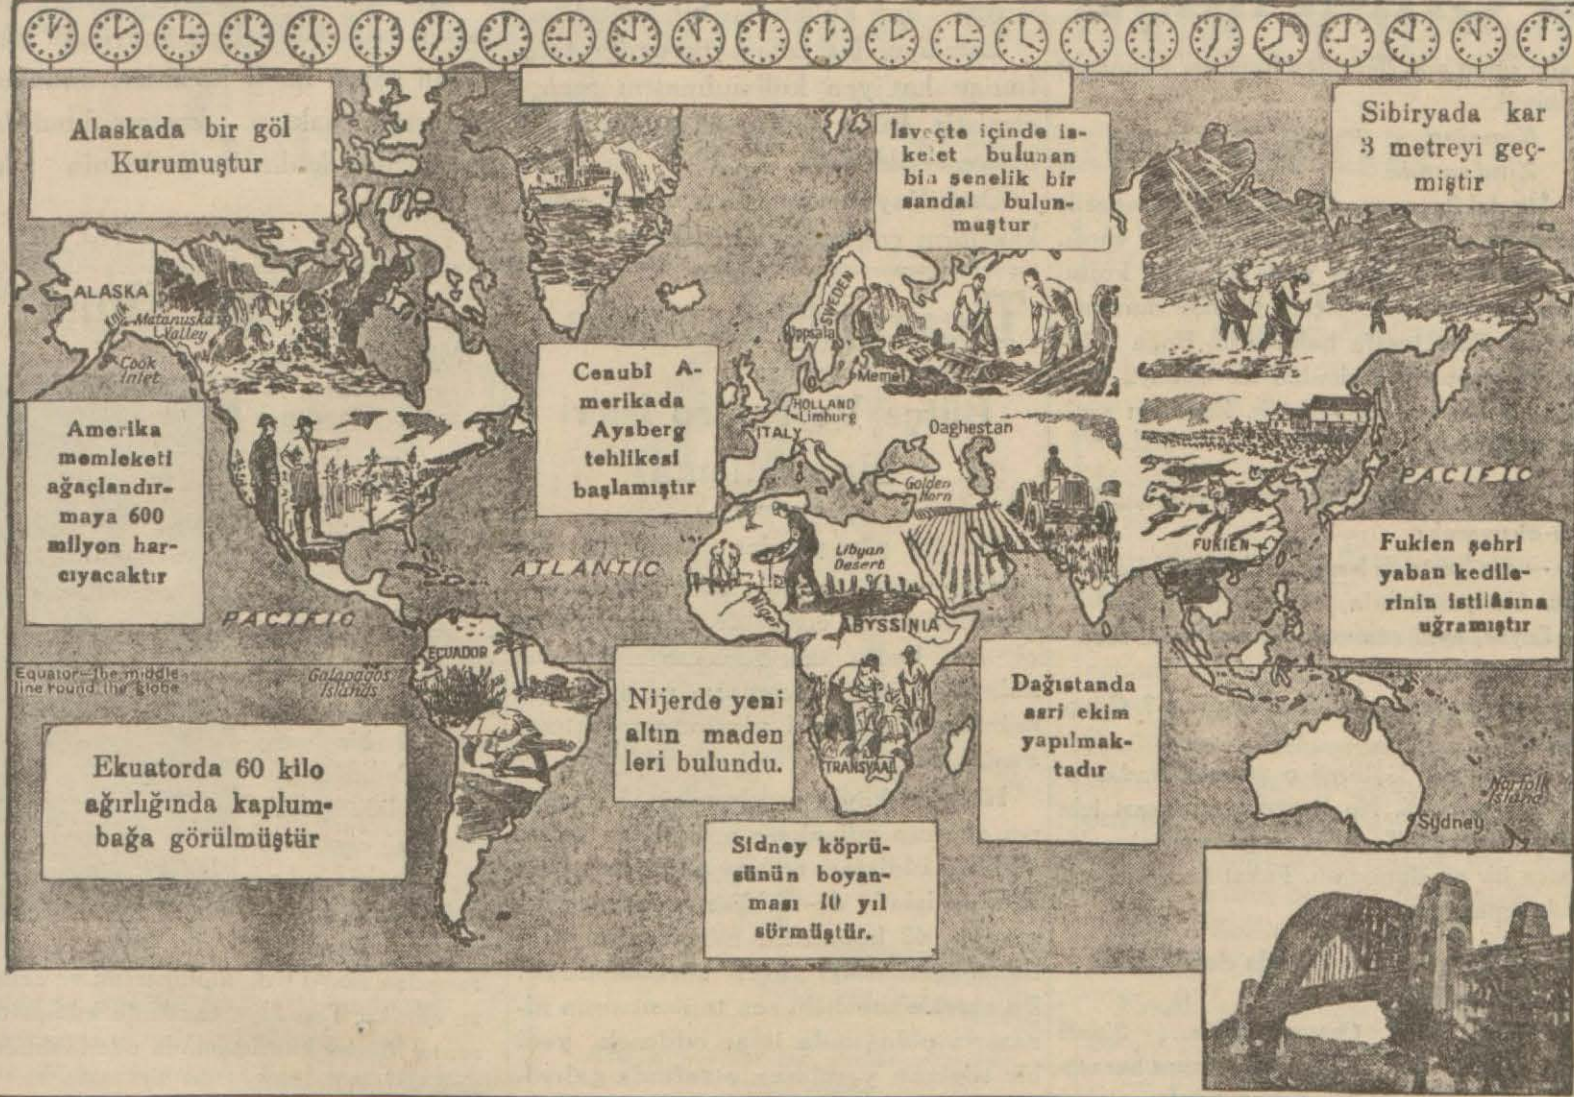 Alaskada bir göl
Kurumuştur
İsveçte içinde is-
kelet bulunan
bin senelik bir
sandal bulun-
muştur
Sibiryada kar
3 metreyi geç-
miştir
ALASKA
Matanuska
Valley
Cook
Inlet
SWEDEN
Uppsala
Memel
HOLLAND
Limburg
ITALY
Daghestan
Golden
Horn
Cenubî A-
merikada
Aysberg
tehlikesi
başlamıştır
Amerika
memleketi
ağaçlandır-
maya 600
milyon har-
cıyacaktır
PACIFIC
ATLANTIC
PACIFIC
Libyan
Desert
Niger
ABYSSINIA
FUKIEN
Fukien şehri
yaban kedile-
rinin istilâsına
uğramıştır
Equator—the middle
line round the globe
Galapagos
Islands
ECUADOR
Nijerde yeni
altın maden
leri bulundu.
Dağıstanda
asri ekim
yapılmak-
tadır
TRANSVAAL
Ekuatorda 60 kilo
ağırlığında kaplum-
bağa görülmüştür
Sidney köprü-
sünün boyan-
ması 10 yıl
sürmüştür.
Norfolk
Island
Sydney